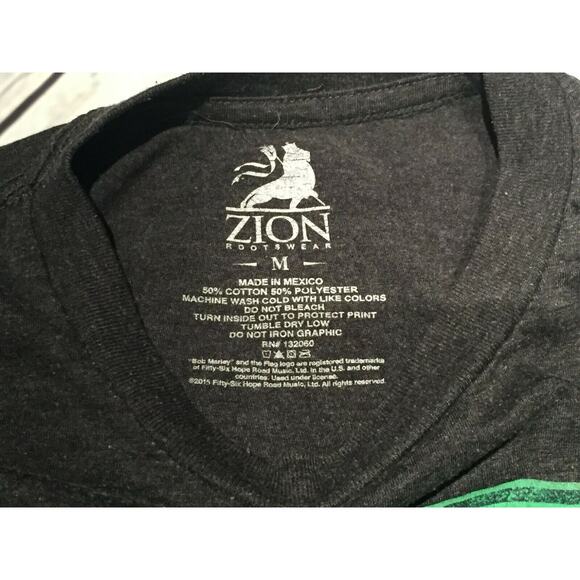 ZION
ROOTSWEAR
M
MADE IN MEXICO
50% COTTON 50% POLYESTER
MACHINE WASH COLD WITH LIKE COLORS
DO NOT BLEACH
TURN INSIDE OUT TO PROTECT PRINT
TUMBLE DRY LOW
DO NOT IRON GRAPHIC
RN# 132060
"Bob Marley" and the Flag logo are registered trademarks
of Fifty-Six Hope Road Music, Ltd. in the U.S. and other
countries. Used under license.
©2015 Fifty-Six Hope Road Music, Ltd. All rights reserved.